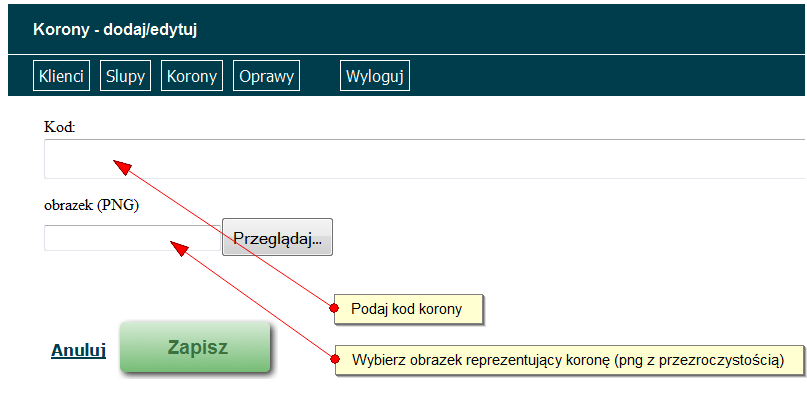 Korony - dodaj/edytuj
Klienci Slupy Korony Oprawy Wyloguj
Kod:
obrazek (PNG)
Przeglądaj...
Podaj kod korony
Anuluj Zapisz
Wybierz obrazek reprezentujący koronę (png z przezroczystością)